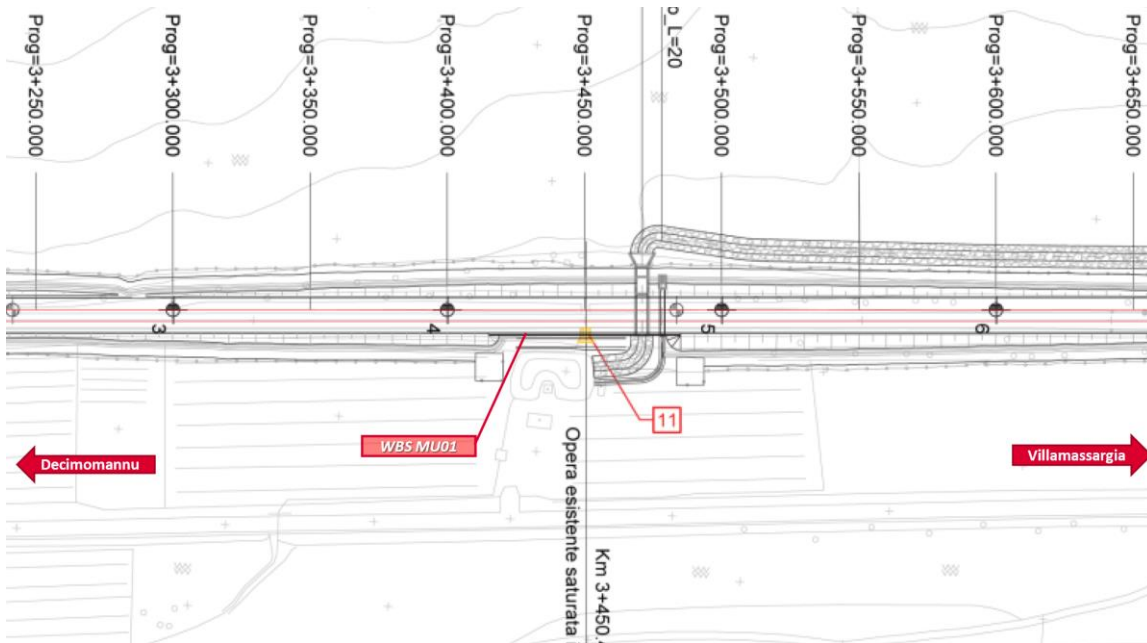 Prog=3+250.000
Prog=3+300.000
Prog=3+350.000
Prog=3+400.000
Prog=3+450.000
L=20
Prog=3+500.000
Prog=3+550.000
Prog=3+600.000
Prog=3+650.000
3
4
5
6
11
WBS MU01
Decimomannu
Villamassargia
Km 3+450.
Opera esistente saturata